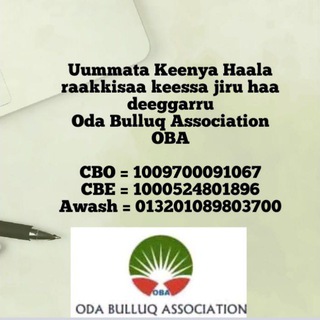 Uummata Keenya Haala
raakkisaa keessa jiru haa
deeggarru
Oda Bulluq Association
OBA
CBO = 1009700091067
CBE = 1000524801896
Awash = 013201089803700
OBA
ODA BULLUQ ASSOCIATION